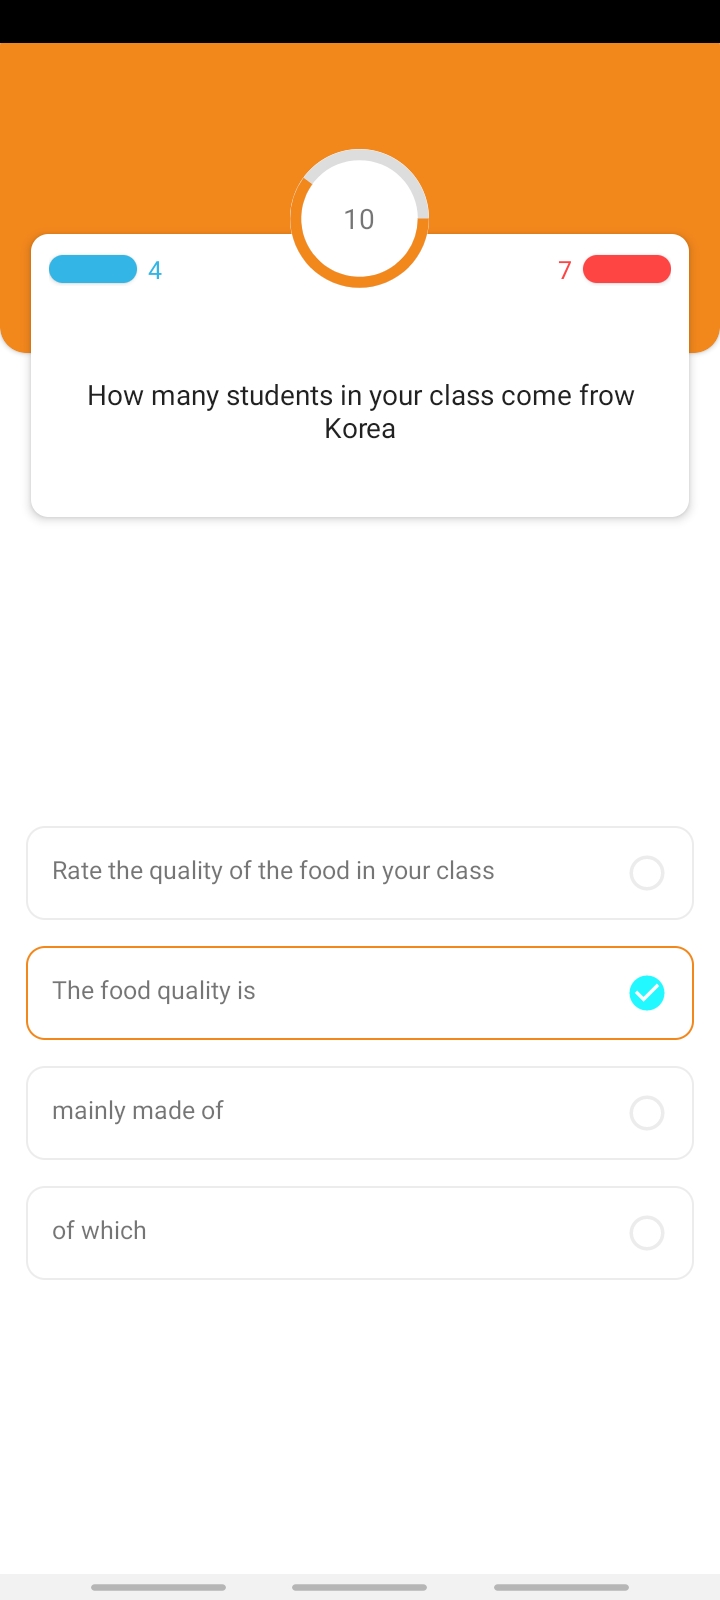 10
4
7
How many students in your class come frow
Korea
Rate the quality of the food in your class
The food quality is
mainly made of
of which